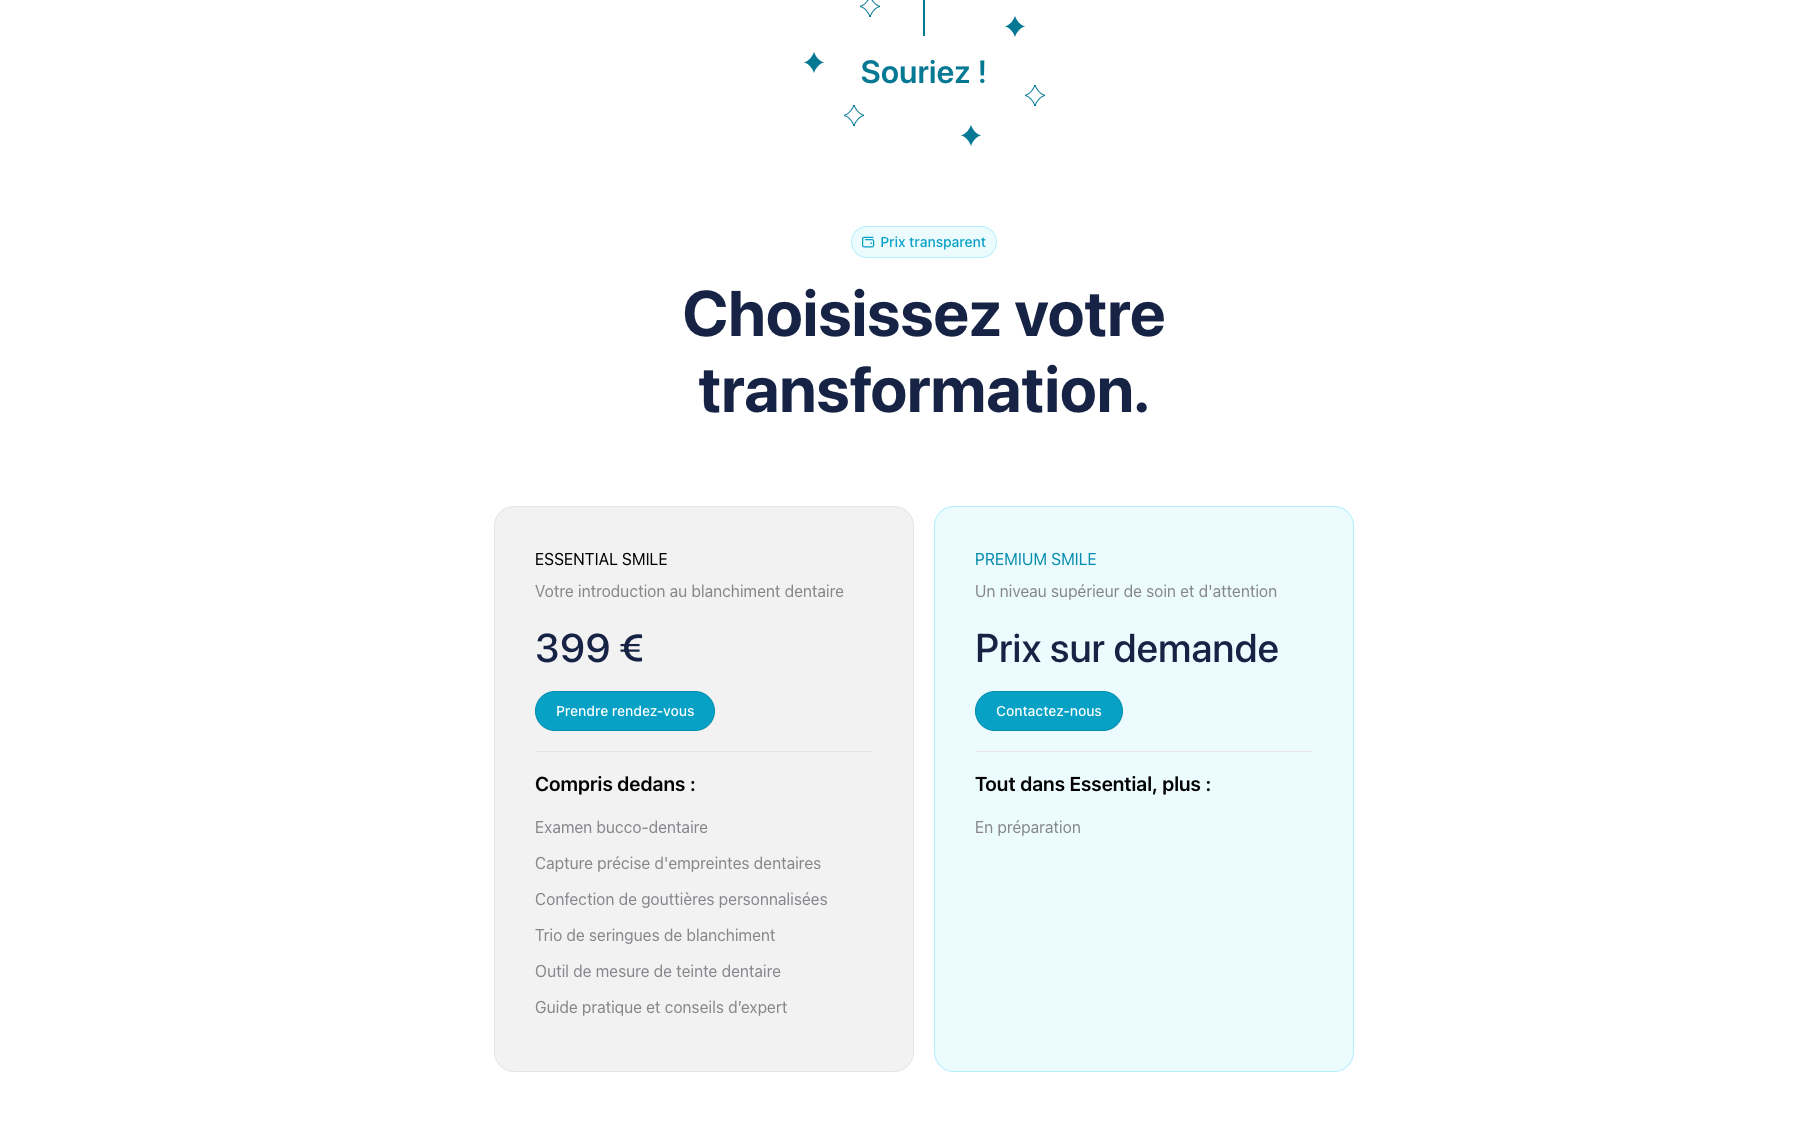 Souriez !
Prix transparent
Choisissez votre
transformation.
ESSENTIAL SMILE
Votre introduction au blanchiment dentaire
399 €
Prendre rendez-vous
Compris dedans :
Examen bucco-dentaire
Capture précise d'empreintes dentaires
Confection de gouttières personnalisées
Trio de seringues de blanchiment
Outil de mesure de teinte dentaire
Guide pratique et conseils d’expert
PREMIUM SMILE
Un niveau supérieur de soin et d'attention
Prix sur demande
Contactez-nous
Tout dans Essential, plus :
En préparation